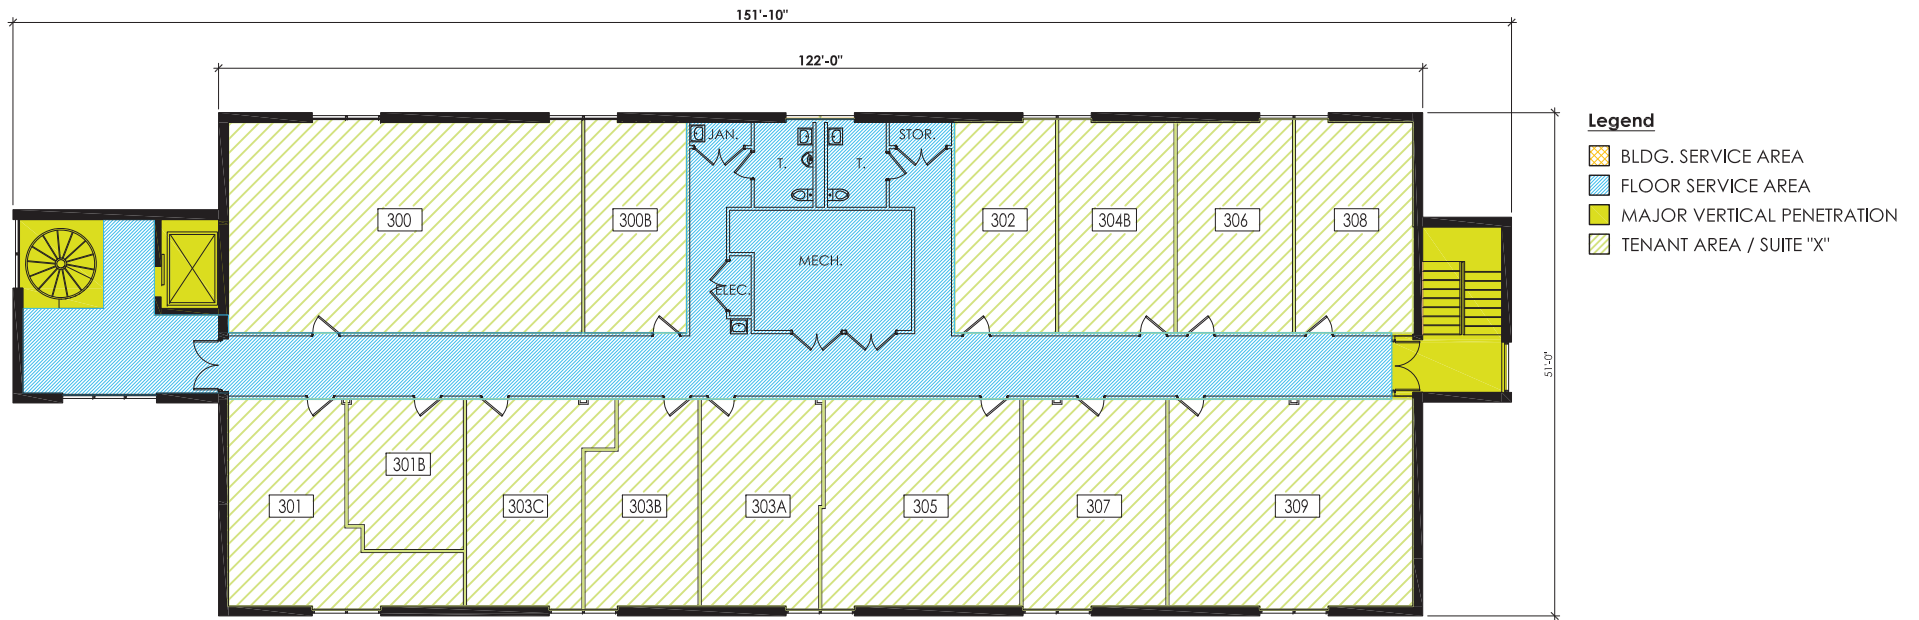 151'-10"
122'-0"
Legend
BLDG. SERVICE AREA
FLOOR SERVICE AREA
MAJOR VERTICAL PENETRATION
TENANT AREA / SUITE "X"
JAN.
T.
T.
STOR.
300
300B
302
304B
306
308
MECH.
ELEC.
51'-0"
301B
301
303C
303B
303A
305
307
309